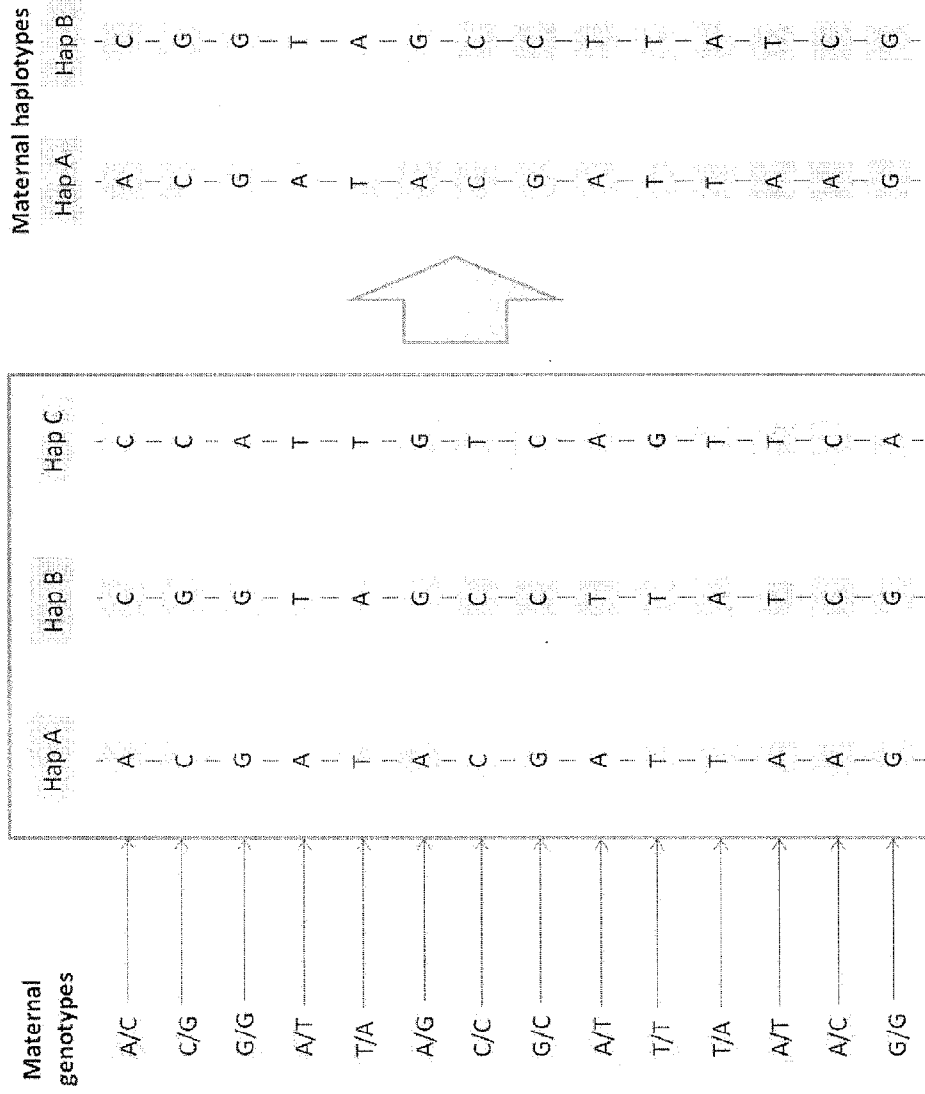 Maternal genotypes
Hap A Hap B Hap C
Maternal haplotypes
Hap A Hap B
A/C A C C A C
C/G C G C C G
G/G G G A G G
A/T A T T A T
T/A T A T T A
A/G A G G A G
C/C C C T C C
G/C G C C G C
A/T A T A A T
T/T T T G T T
T/A T A T T A
A/T A T T A T
A/C A C C A C
G/G G G A G G